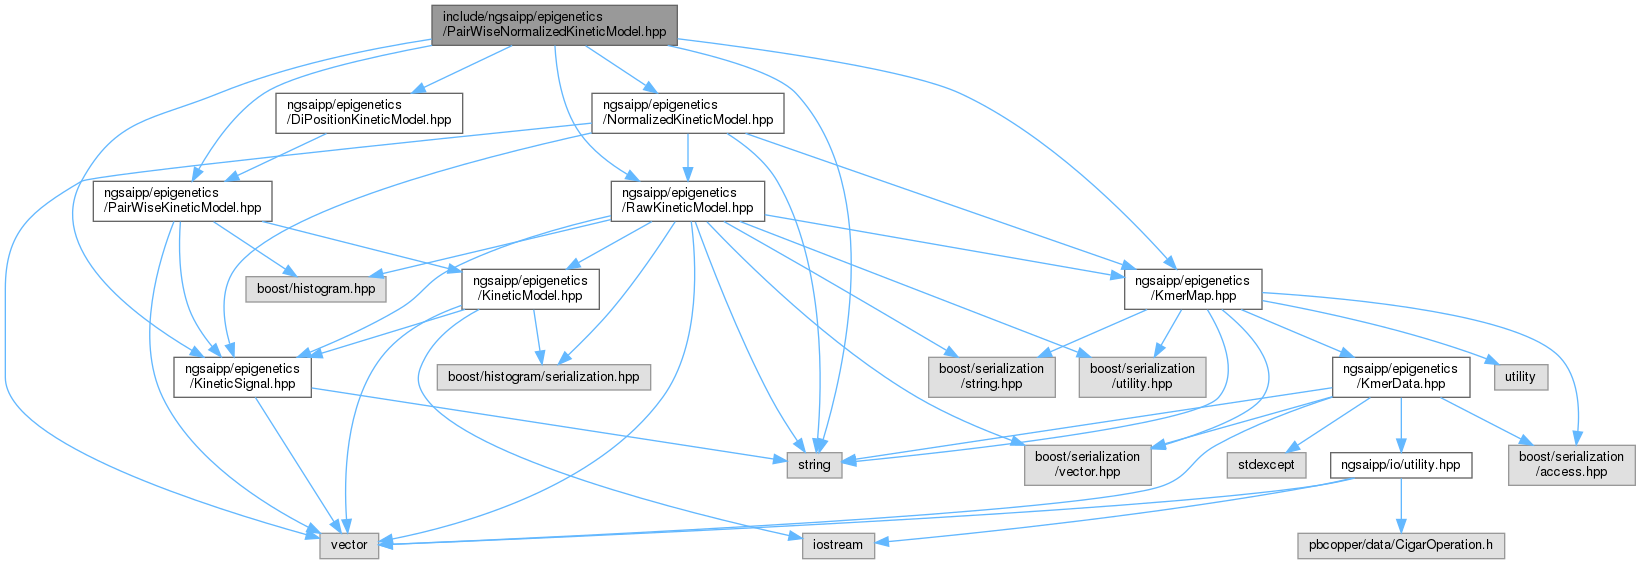 include/ngsaipp/epigenetics
/PairWiseNormalizedKineticModel.hpp
ngsaipp/epigenetics
/DiPositionKineticModel.hpp
ngsaipp/epigenetics
/NormalizedKineticModel.hpp
ngsaipp/epigenetics
/PairWiseKineticModel.hpp
ngsaipp/epigenetics
/RawKineticModel.hpp
boost/histogram.hpp
ngsaipp/epigenetics
/KineticModel.hpp
ngsaipp/epigenetics
/KmerMap.hpp
ngsaipp/epigenetics
/KineticSignal.hpp
boost/histogram/serialization.hpp
boost/serialization
/string.hpp
boost/serialization
/utility.hpp
ngsaipp/epigenetics
/KmerData.hpp
utility
string
boost/serialization
/vector.hpp
stdexcept
ngsaipp/io/utility.hpp
boost/serialization
/access.hpp
vector
iostream
pbcopper/data/CigarOperation.h